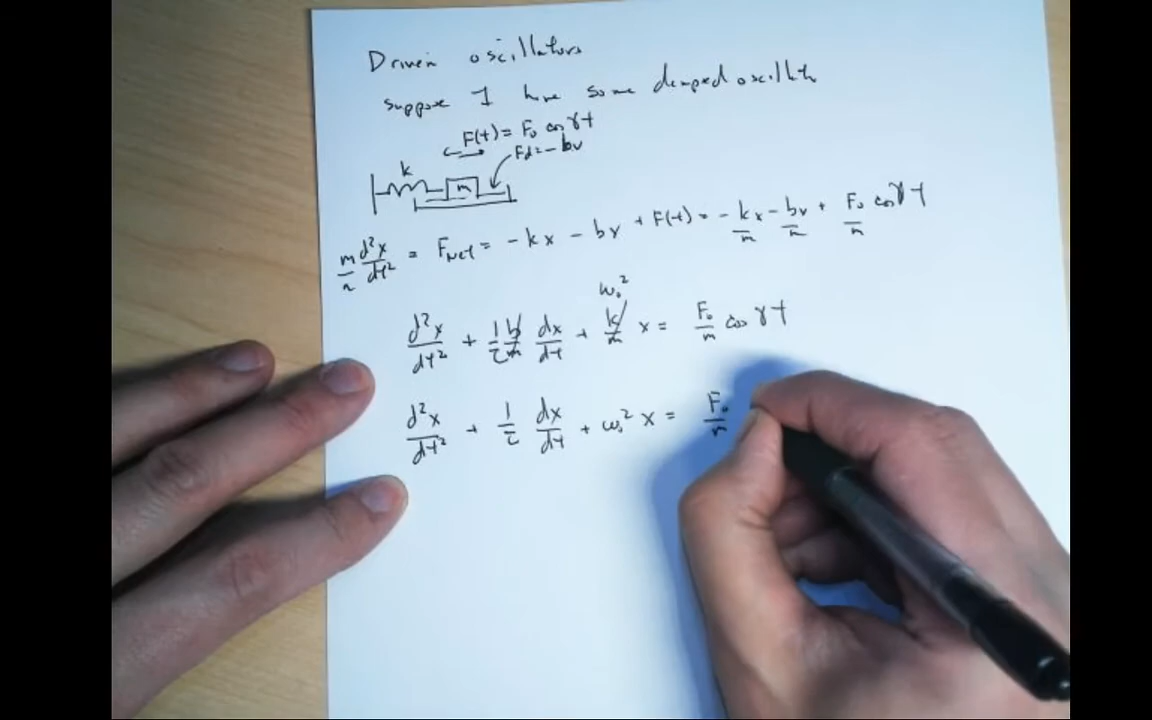 Driven oscillators
suppose I have some damped oscillator
F(t) = F₀ cos γt
Fd = -bv
k
m
m/m d²x/dt² = F_Net = -kx - bv + F(t) = -kx/m - bv/m + F₀/m cos γt
ω₀²
d²x/dt² + 1/τ b/m dx/dt + k/m x = F₀/m cos γt
d²x/dt² + 1/τ dx/dt + ω₀² x = F₀/m